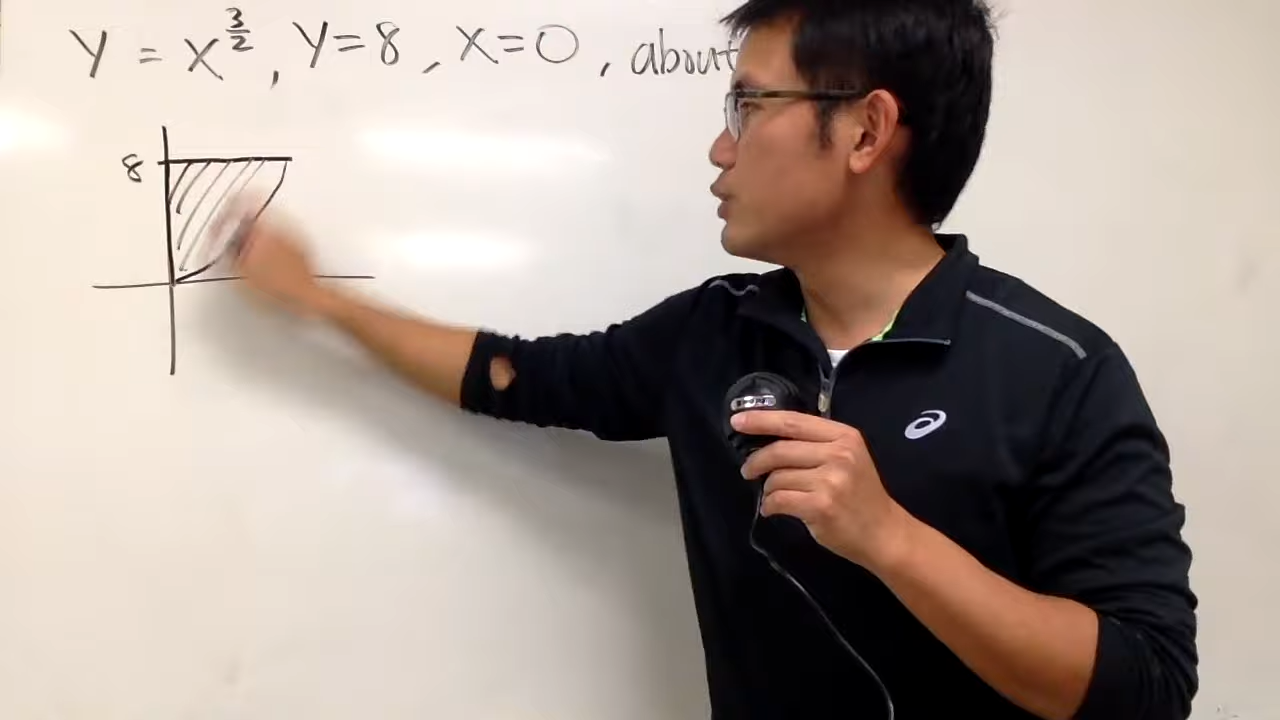 Y = X^{3/2}, Y=8, X=0, about
8